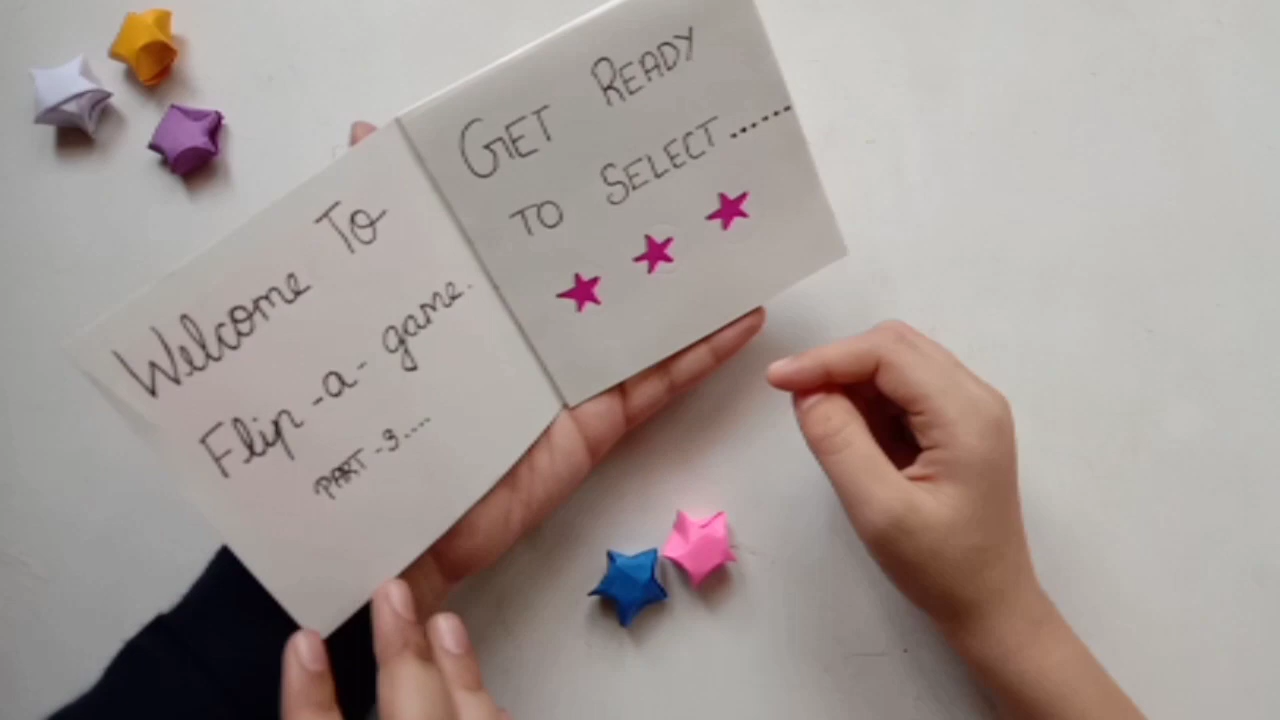 Welcome To
Flip-a-game.
PART-3....
GET READY
TO SELECT......